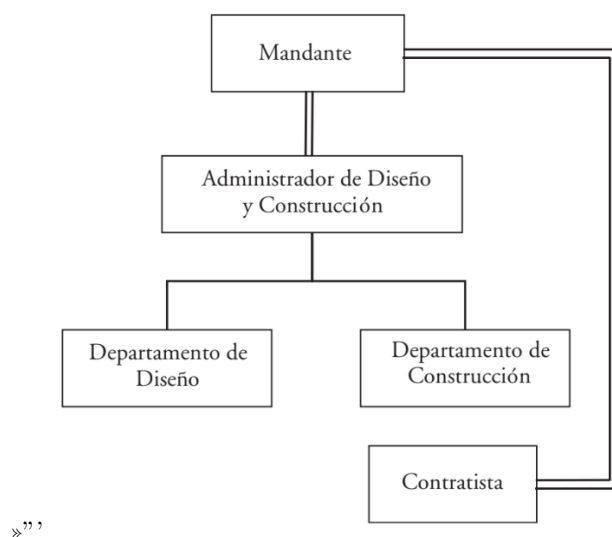 Mandante
Administrador de Diseño
y Construcción
Departamento de
Diseño
Departamento de
Construcción
Contratista
»”’